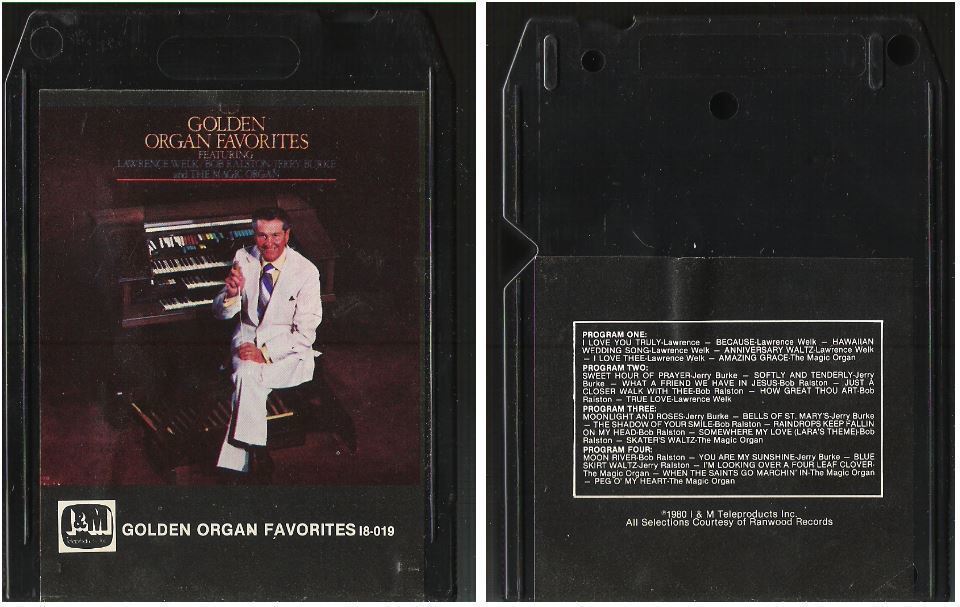 GOLDEN
ORGAN FAVORITES
FEATURING
LAWRENCE WELK/BOB RALSTON/JERRY BURKE
and THE MAGIC ORGAN
J&M
GOLDEN ORGAN FAVORITES 18-019
PROGRAM ONE:
I LOVE YOU TRULY-Lawrence – BECAUSE-Lawrence Welk – HAWAIIAN
WEDDING SONG-Lawrence Welk – ANNIVERSARY WALTZ-Lawrence Welk
– I LOVE THEE-Lawrence Welk – AMAZING GRACE-The Magic Organ
PROGRAM TWO:
SWEET HOUR OF PRAYER-Jerry Burke – SOFTLY AND TENDERLY-Jerry
Burke – WHAT A FRIEND WE HAVE IN JESUS-Bob Ralston – JUST A
CLOSER WALK WITH THEE-Bob Ralston – HOW GREAT THOU ART-Bob
Ralston – TRUE LOVE-Lawrence Welk
PROGRAM THREE:
MOONLIGHT AND ROSES-Jerry Burke – BELLS OF ST. MARY'S-Jerry Burke
– THE SHADOW OF YOUR SMILE-Bob Ralston – RAINDROPS KEEP FALLIN
ON MY HEAD-Bob Ralston – SOMEWHERE MY LOVE (LARA'S THEME)-Bob
Ralston – SKATER'S WALTZ-The Magic Organ
PROGRAM FOUR:
MOON RIVER-Bob Ralston – YOU ARE MY SUNSHINE-Jerry Burke – BLUE
SKIRT WALTZ-Jerry Ralston – I'M LOOKING OVER A FOUR LEAF CLOVER-
The Magic Organ – WHEN THE SAINTS GO MARCHIN' IN-The Magic Organ
– PEG O' MY HEART-The Magic Organ
℗1980 I & M Teleproducts Inc.
All Selections Courtesy of Ranwood Records